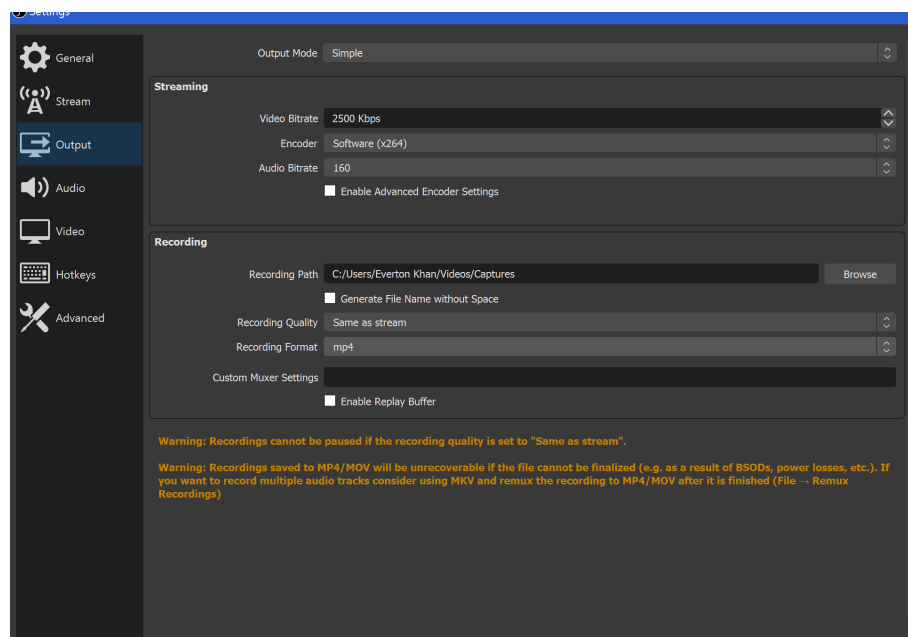 Settings
General
Output Mode Simple
Streaming
Stream
Video Bitrate 2500 Kbps
Output
Encoder Software (x264)
Audio Bitrate 160
Audio
Enable Advanced Encoder Settings
Video
Recording
Hotkeys
Recording Path C:/Users/Everton Khan/Videos/Captures Browse
Generate File Name without Space
Advanced
Recording Quality Same as stream
Recording Format mp4
Custom Muxer Settings
Enable Replay Buffer
Warning: Recordings cannot be paused if the recording quality is set to "Same as stream".
Warning: Recordings saved to MP4/MOV will be unrecoverable if the file cannot be finalized (e.g. as a result of BSODs, power losses, etc.). If
you want to record multiple audio tracks consider using MKV and remux the recording to MP4/MOV after it is finished (File → Remux
Recordings)